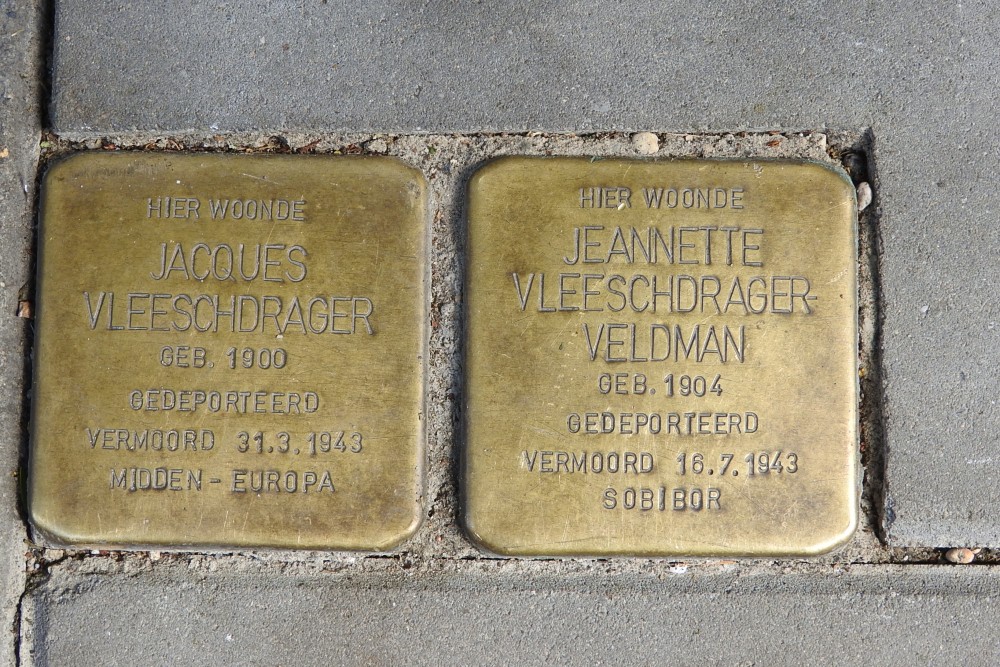 HIER WOONDE
JACQUES
VLEESCHDRAGER
GEB. 1900
GEDEPORTEERD
VERMOORD 31.3.1943
MIDDEN - EUROPA
HIER WOONDE
JEANNETTE
VLEESCHDRAGER-
VELDMAN
GEB. 1904
GEDEPORTEERD
VERMOORD 16.7.1943
SOBIBOR